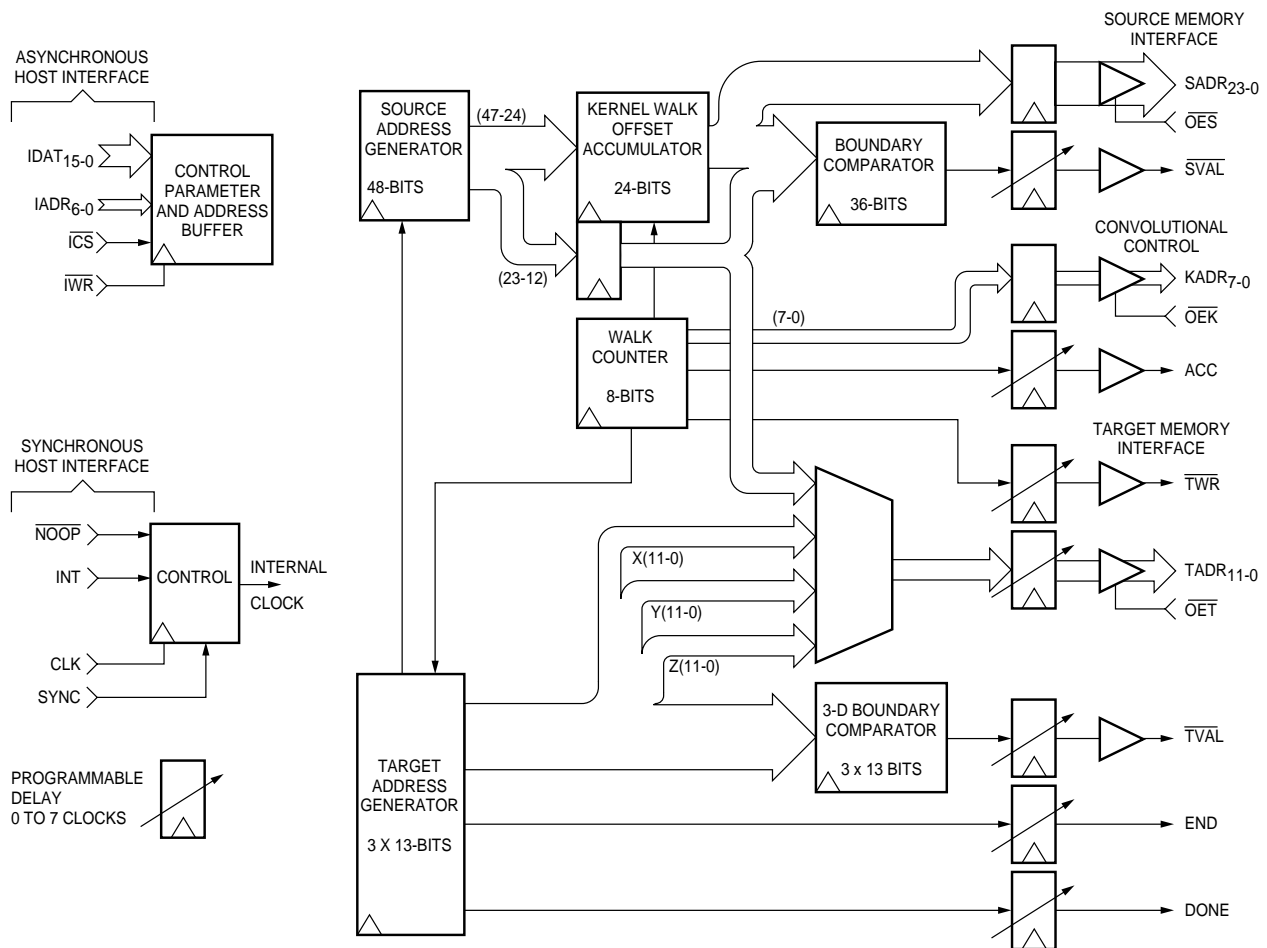 ASYNCHRONOUS
HOST INTERFACE
IDAT15-0
IADR6-0
ICS
IWR
CONTROL
PARAMETER
AND ADDRESS
BUFFER
SYNCHRONOUS
HOST INTERFACE
NOOP
INT
CLK
SYNC
CONTROL
INTERNAL
CLOCK
PROGRAMMABLE
DELAY
0 TO 7 CLOCKS
SOURCE
ADDRESS
GENERATOR
48-BITS
(47-24)
(23-12)
KERNEL WALK
OFFSET
ACCUMULATOR
24-BITS
WALK
COUNTER
8-BITS
(7-0)
BOUNDARY
COMPARATOR
36-BITS
X(11-0)
Y(11-0)
Z(11-0)
TARGET
ADDRESS
GENERATOR
3 X 13-BITS
3-D BOUNDARY
COMPARATOR
3 x 13 BITS
SOURCE MEMORY
INTERFACE
SADR23-0
OES
SVAL
CONVOLUTIONAL
CONTROL
KADR7-0
OEK
ACC
TARGET MEMORY
INTERFACE
TWR
TADR11-0
OET
TVAL
END
DONE